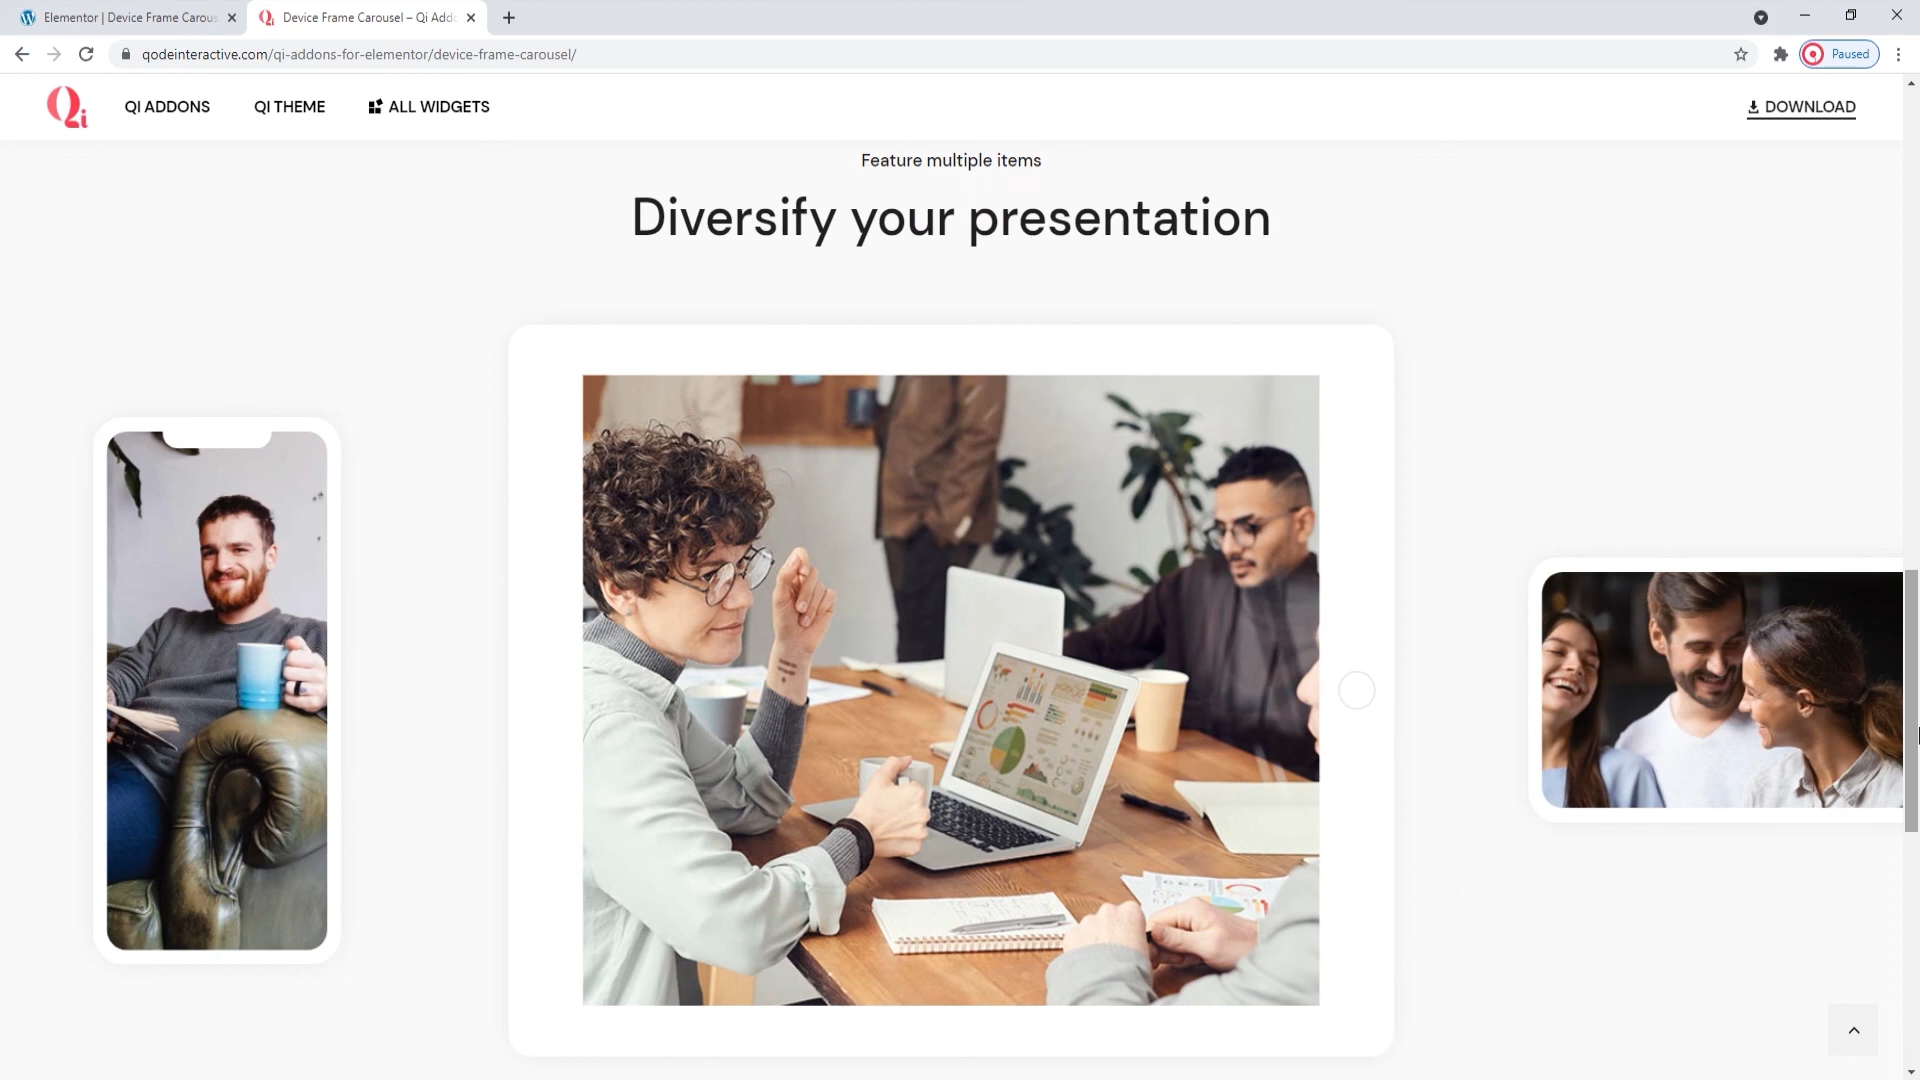 Elementor | Device Frame Carous
Device Frame Carousel – Qi Add
qodeinteractive.com/qi-addons-for-elementor/device-frame-carousel/
Paused
Qi
QI ADDONS
QI THEME
ALL WIDGETS
DOWNLOAD
Feature multiple items
Diversify your presentation